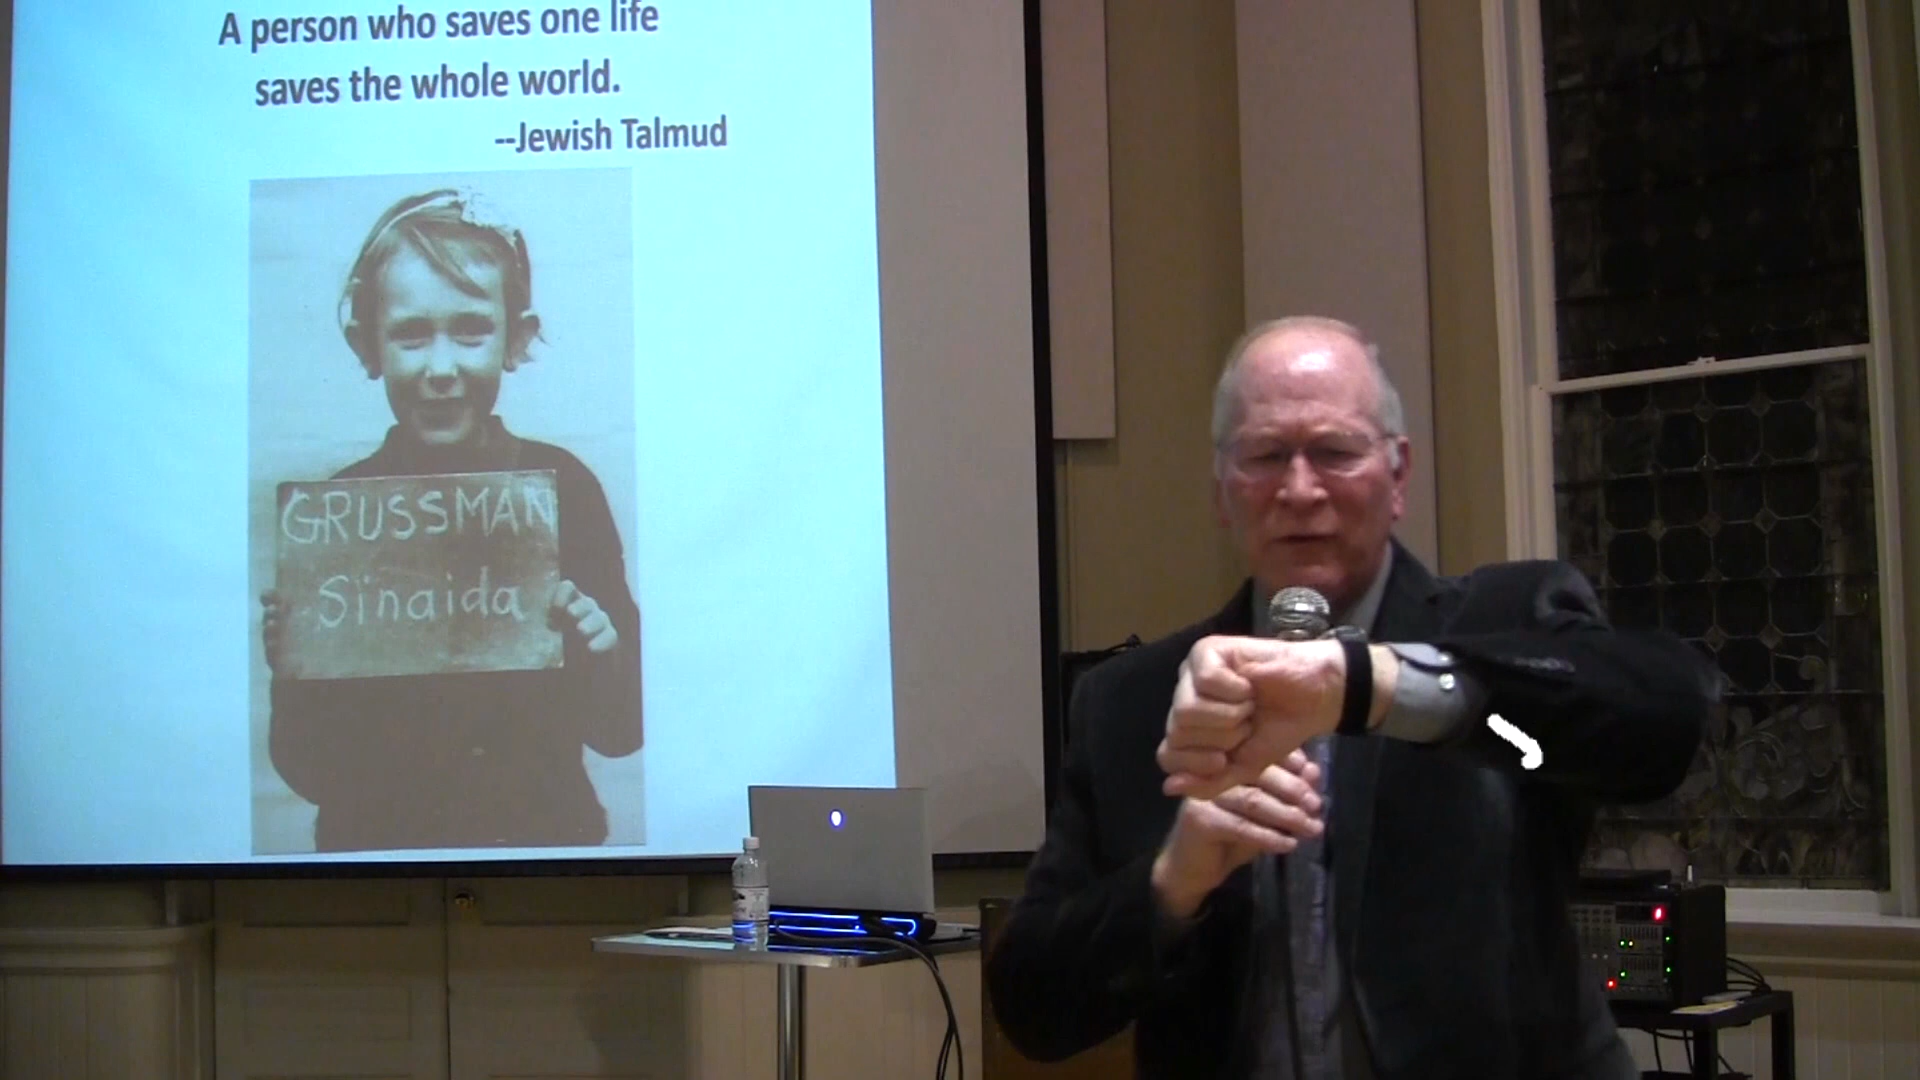 A person who saves one life
saves the whole world.
--Jewish Talmud
GRUSSMAN
Sinaida